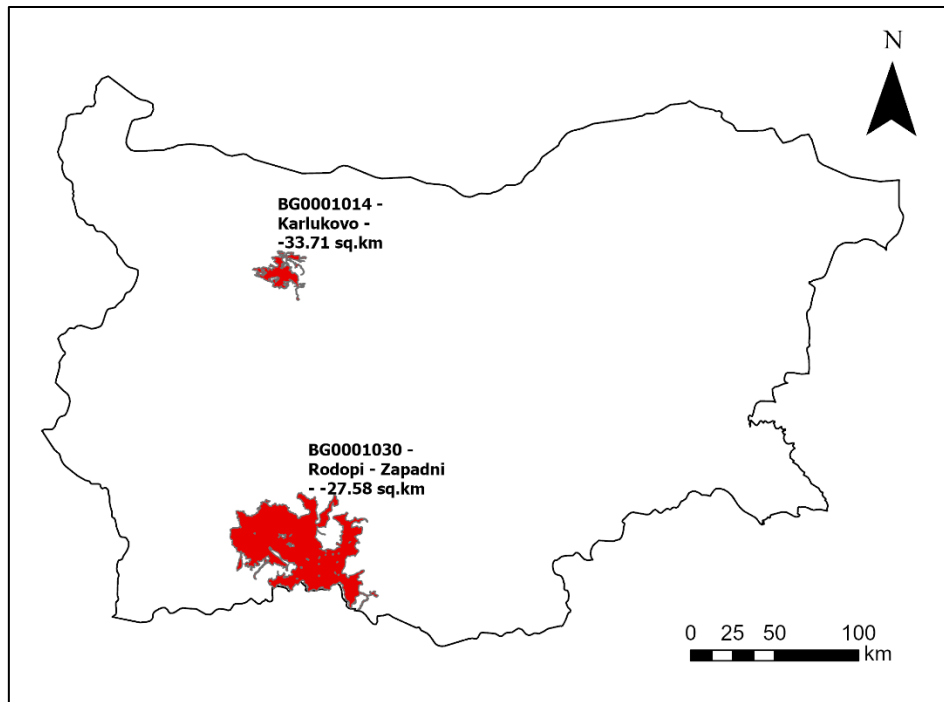 N
BG0001014 -
Karlukovo -
-33.71 sq.km
BG0001030 -
Rodopi - Zapadni
- -27.58 sq.km
0 25 50 100
km